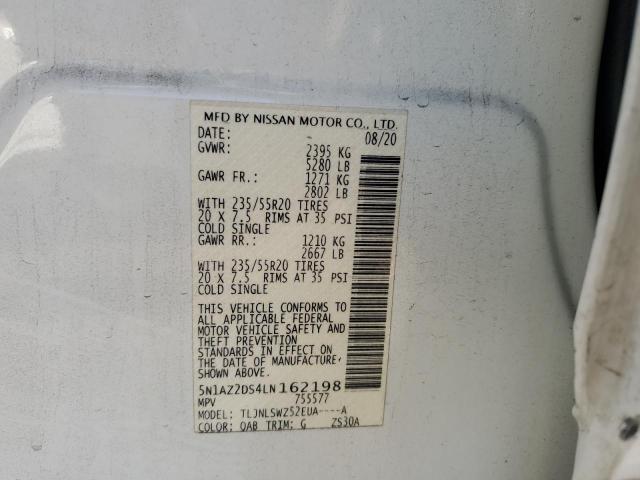 MFD BY NISSAN MOTOR CO., LTD.
DATE: 08/20
GVWR: 2395 KG
5280 LB
GAWR FR.: 1271 KG
2802 LB
WITH 235/55R20 TIRES
20 X 7.5 RIMS AT 35 PSI
COLD SINGLE
GAWR RR.: 1210 KG
2667 LB
WITH 235/55R20 TIRES
20 X 7.5 RIMS AT 35 PSI
COLD SINGLE
THIS VEHICLE CONFORMS TO
ALL APPLICABLE FEDERAL
MOTOR VEHICLE SAFETY AND
THEFT PREVENTION
STANDARDS IN EFFECT ON
THE DATE OF MANUFACTURE
SHOWN ABOVE.
5N1AZ2DS4LN162198
MPV 755577
MODEL: TLJNLSWZ52EUA----A
COLOR: QAB TRIM: G ZS30A